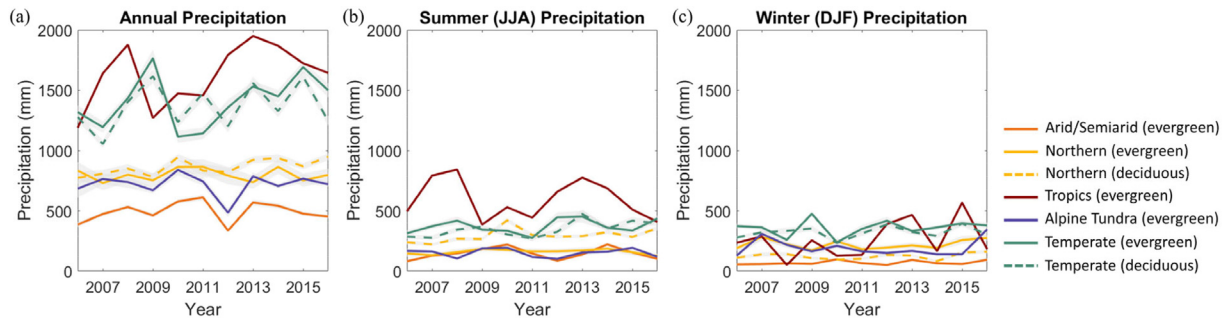 (a)
Annual Precipitation
Precipitation (mm)
2000
1500
1000
500
0
2007 2009 2011 2013 2015
Year
(b)
Summer (JJA) Precipitation
Precipitation (mm)
2000
1500
1000
500
0
2007 2009 2011 2013 2015
Year
(c)
Winter (DJF) Precipitation
Precipitation (mm)
2000
1500
1000
500
0
2007 2009 2011 2013 2015
Year
Arid/Semiarid (evergreen)
Northern (evergreen)
Northern (deciduous)
Tropics (evergreen)
Alpine Tundra (evergreen)
Temperate (evergreen)
Temperate (deciduous)